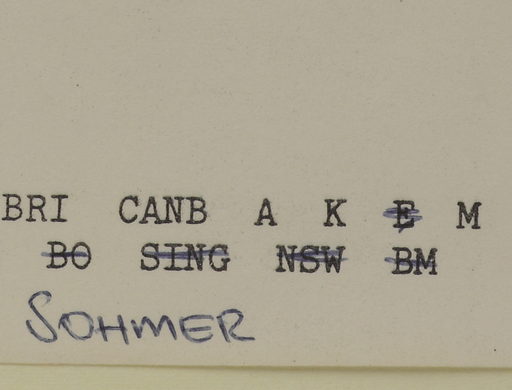 BRI CANB A K E M
BO SING NSW BM
SOHMER